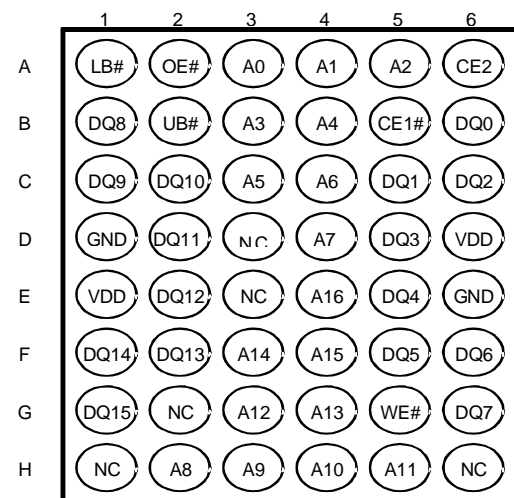 1 2 3 4 5 6
A LB# OE# A0 A1 A2 CE2
B DQ8 UB# A3 A4 CE1# DQ0
C DQ9 DQ10 A5 A6 DQ1 DQ2
D GND DQ11 NC A7 DQ3 VDD
E VDD DQ12 NC A16 DQ4 GND
F DQ14 DQ13 A14 A15 DQ5 DQ6
G DQ15 NC A12 A13 WE# DQ7
H NC A8 A9 A10 A11 NC